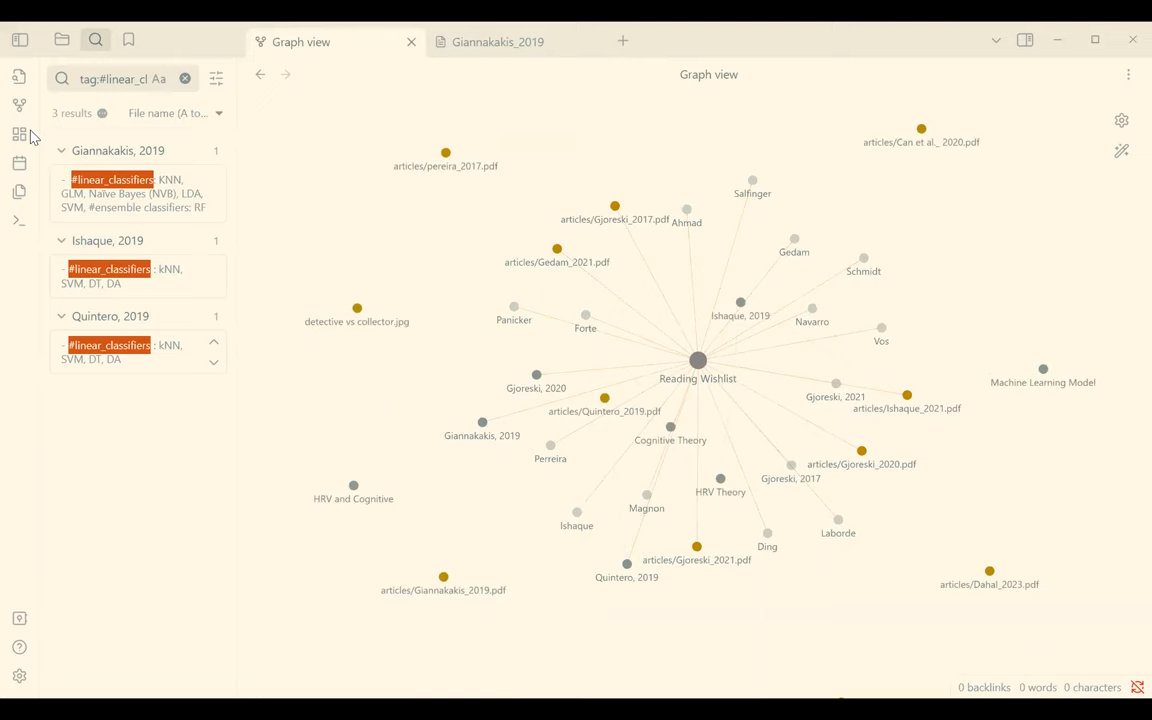 Graph view
Giannakakis_2019
tag:#linear_cl Aa
Graph view
3 results
File name (A to...
Giannakakis, 2019
1
- #linear_classifiers: KNN,
GLM, Naïve Bayes (NVB), LDA,
SVM, #ensemble classifiers: RF
Ishaque, 2019
1
- #linear_classifiers : kNN,
SVM, DT, DA
Quintero, 2019
1
- #linear_classifiers : kNN,
SVM, DT, DA
articles/Can et al._ 2020.pdf
articles/pereira_2017.pdf
Salfinger
articles/Gjoreski_2017.pdf
Ahmad
Gedam
articles/Gedam_2021.pdf
Schmidt
Ishaque, 2019
detective vs collector.jpg
Panicker
Forte
Navarro
Vos
Reading Wishlist
Machine Learning Model
Gjoreski, 2020
Gjoreski, 2021
articles/Ishaque_2021.pdf
articles/Quintero_2019.pdf
Giannakakis, 2019
Cognitive Theory
Perreira
articles/Gjoreski_2020.pdf
Gjoreski, 2017
HRV Theory
HRV and Cognitive
Magnon
Ishaque
Laborde
Ding
articles/Gjoreski_2021.pdf
Quintero, 2019
articles/Giannakakis_2019.pdf
articles/Dahal_2023.pdf
0 backlinks 0 words 0 characters